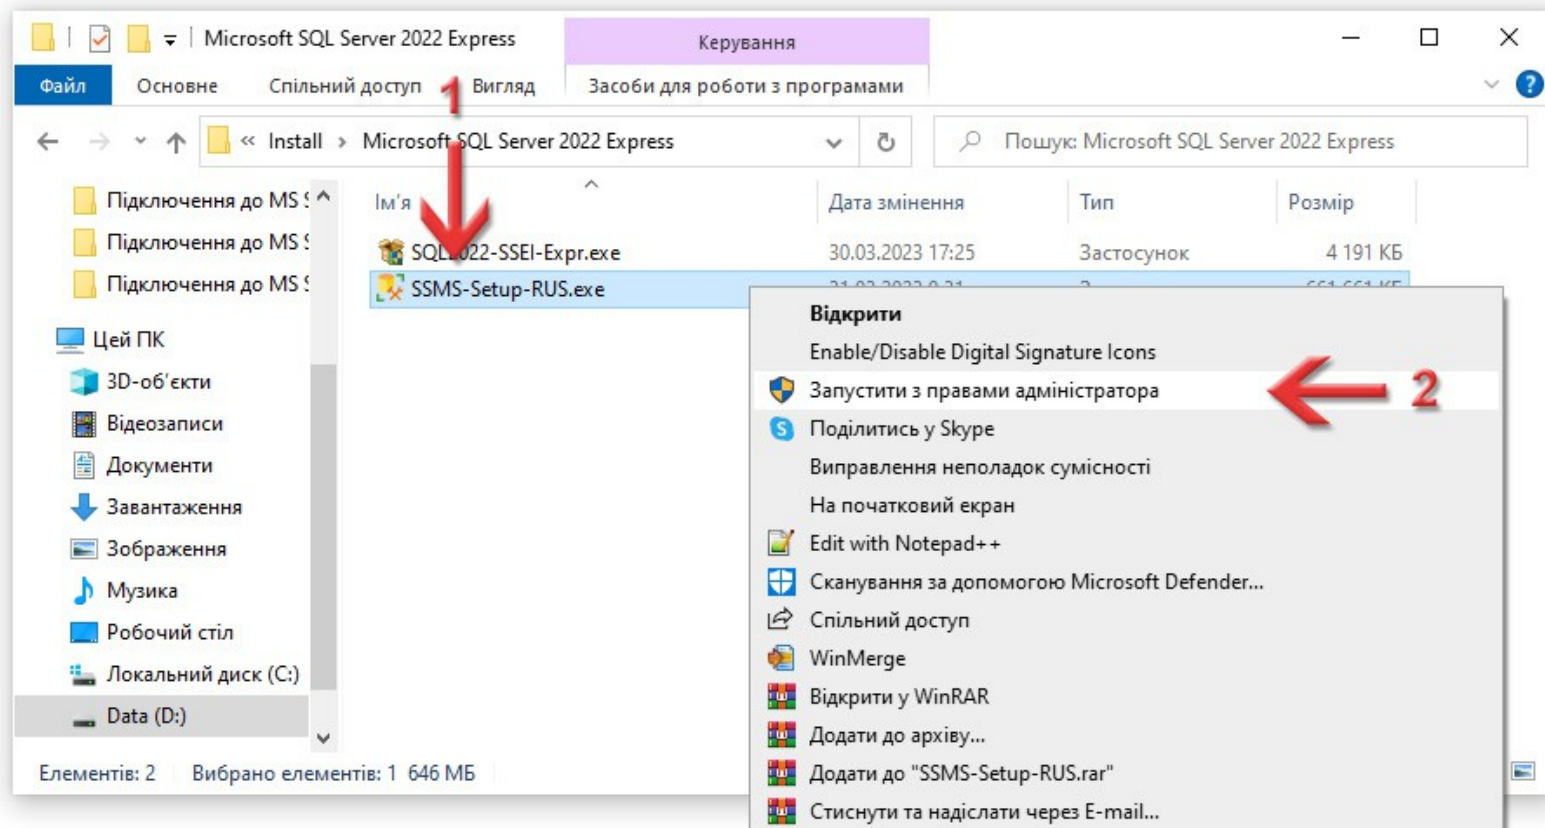 Microsoft SQL Server 2022 Express
Керування
Файл Основне Спільний доступ Вигляд Засоби для роботи з програмами
1
« Install › Microsoft SQL Server 2022 Express
Пошук: Microsoft SQL Server 2022 Express
Підключення до MS
Підключення до MS
Підключення до MS
Цей ПК
3D-об'єкти
Відеозаписи
Документи
Завантаження
Зображення
Музика
Робочий стіл
Локальний диск (C:)
Data (D:)
Ім'я Дата змінення Тип Розмір
SQL2022-SSEI-Expr.exe 30.03.2023 17:25 Застосунок 4 191 КБ
SSMS-Setup-RUS.exe
Відкрити
Enable/Disable Digital Signature Icons
Запустити з правами адміністратора
2
Поділитись у Skype
Виправлення неполадок сумісності
На початковий екран
Edit with Notepad++
Сканування за допомогою Microsoft Defender...
Спільний доступ
WinMerge
Відкрити у WinRAR
Додати до архіву...
Додати до "SSMS-Setup-RUS.rar"
Стиснути та надіслати через E-mail...
Елементів: 2 Вибрано елементів: 1 646 МБ